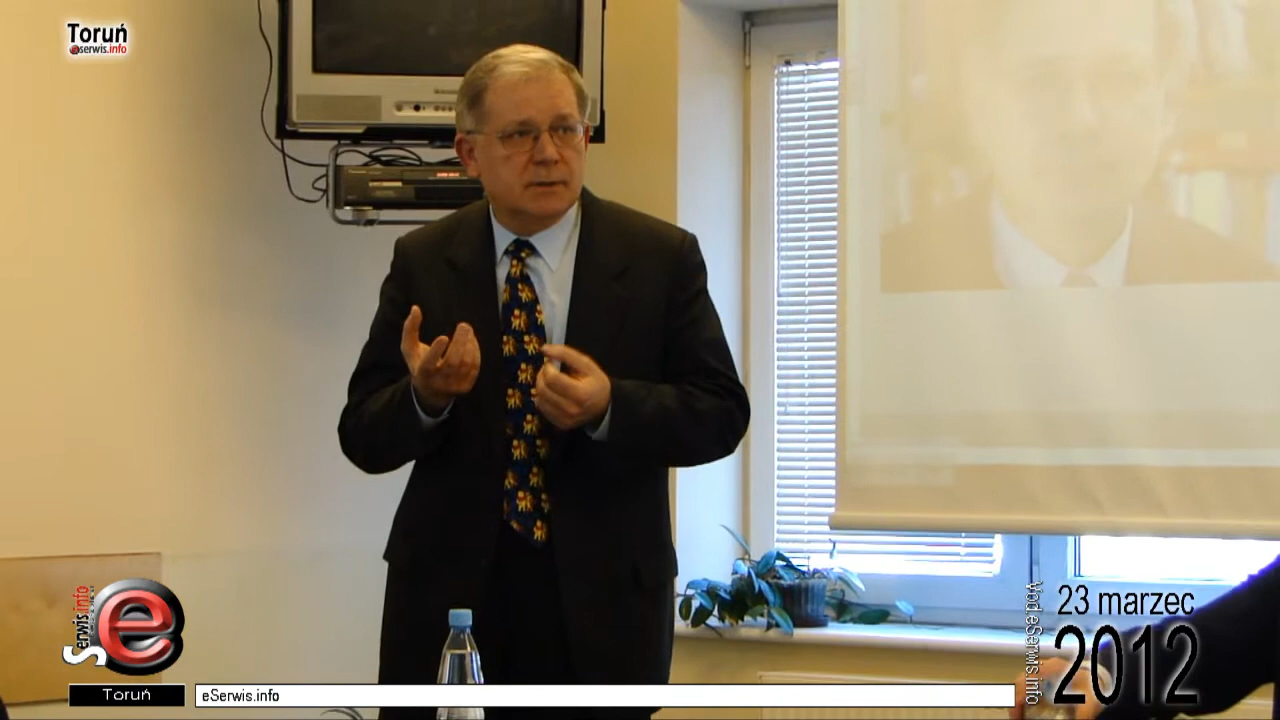 Toruń
eserwis.info
Serwis.info
e
Toruń
eSerwis.info
Vod eSerwis.info
23 marzec
2012